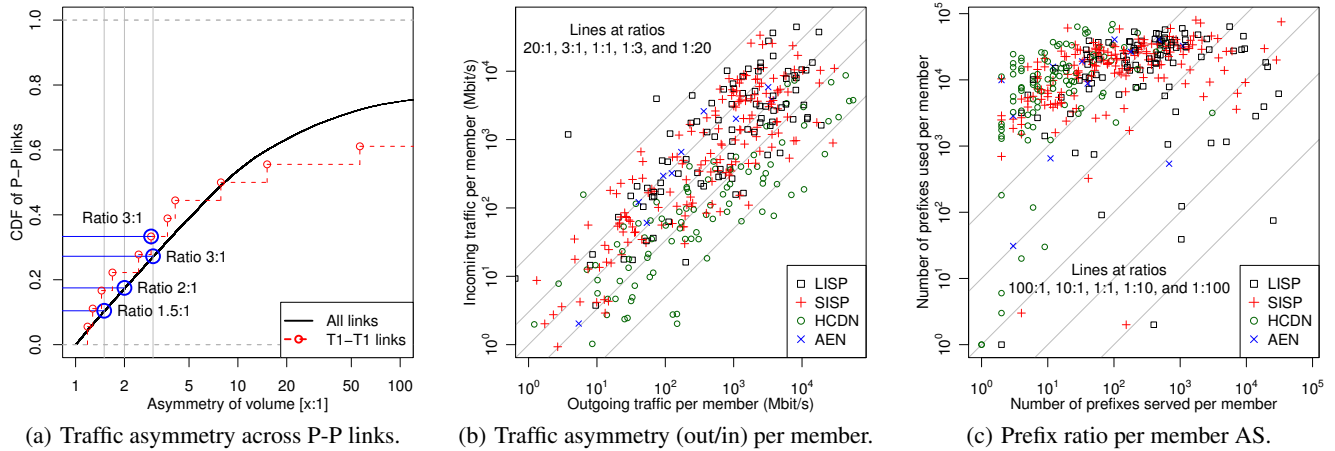 CDF of P−P links
0.0
0.2
0.4
0.6
0.8
1.0
Ratio 3:1
Ratio 3:1
Ratio 2:1
Ratio 1.5:1
All links
T1−T1 links
1 2 5 10 20 50 100
Asymmetry of volume [x:1]
(a) Traffic asymmetry across P-P links.
Incoming traffic per member (Mbit/s)
10^0
10^1
10^2
10^3
10^4
Lines at ratios
20:1, 3:1, 1:1, 1:3, and 1:20
LISP
SISP
HCDN
AEN
10^0 10^1 10^2 10^3 10^4
Outgoing traffic per member (Mbit/s)
(b) Traffic asymmetry (out/in) per member.
Number of prefixes used per member
10^0
10^1
10^2
10^3
10^4
10^5
Lines at ratios
100:1, 10:1, 1:1, 1:10, and 1:100
LISP
SISP
HCDN
AEN
10^0 10^1 10^2 10^3 10^4 10^5
Number of prefixes served per member
(c) Prefix ratio per member AS.